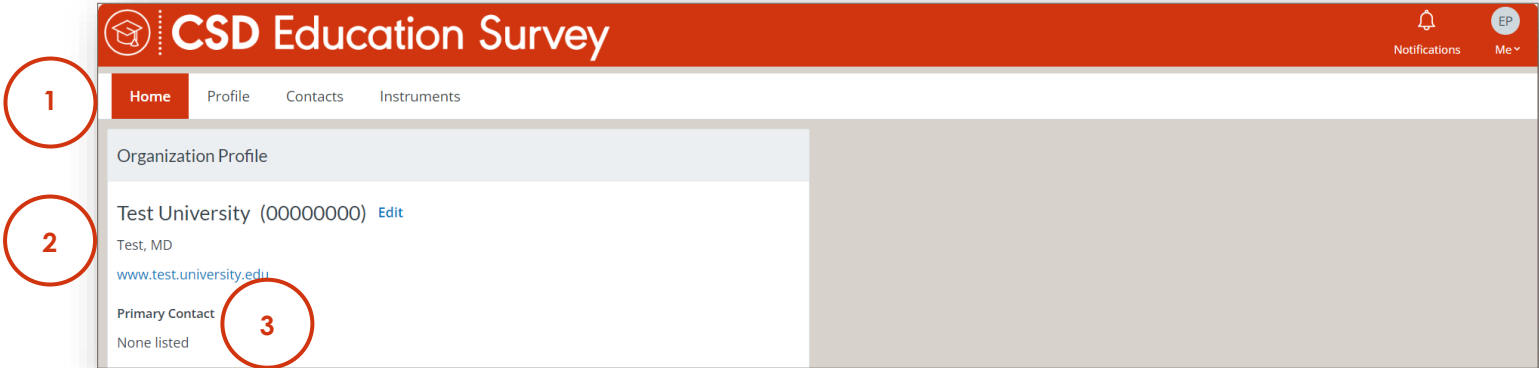 CSD Education Survey
Notifications
EP
Me
1
Home Profile Contacts Instruments
Organization Profile
2
Test University (00000000) Edit
Test, MD
www.test.university.edu
Primary Contact
3
None listed